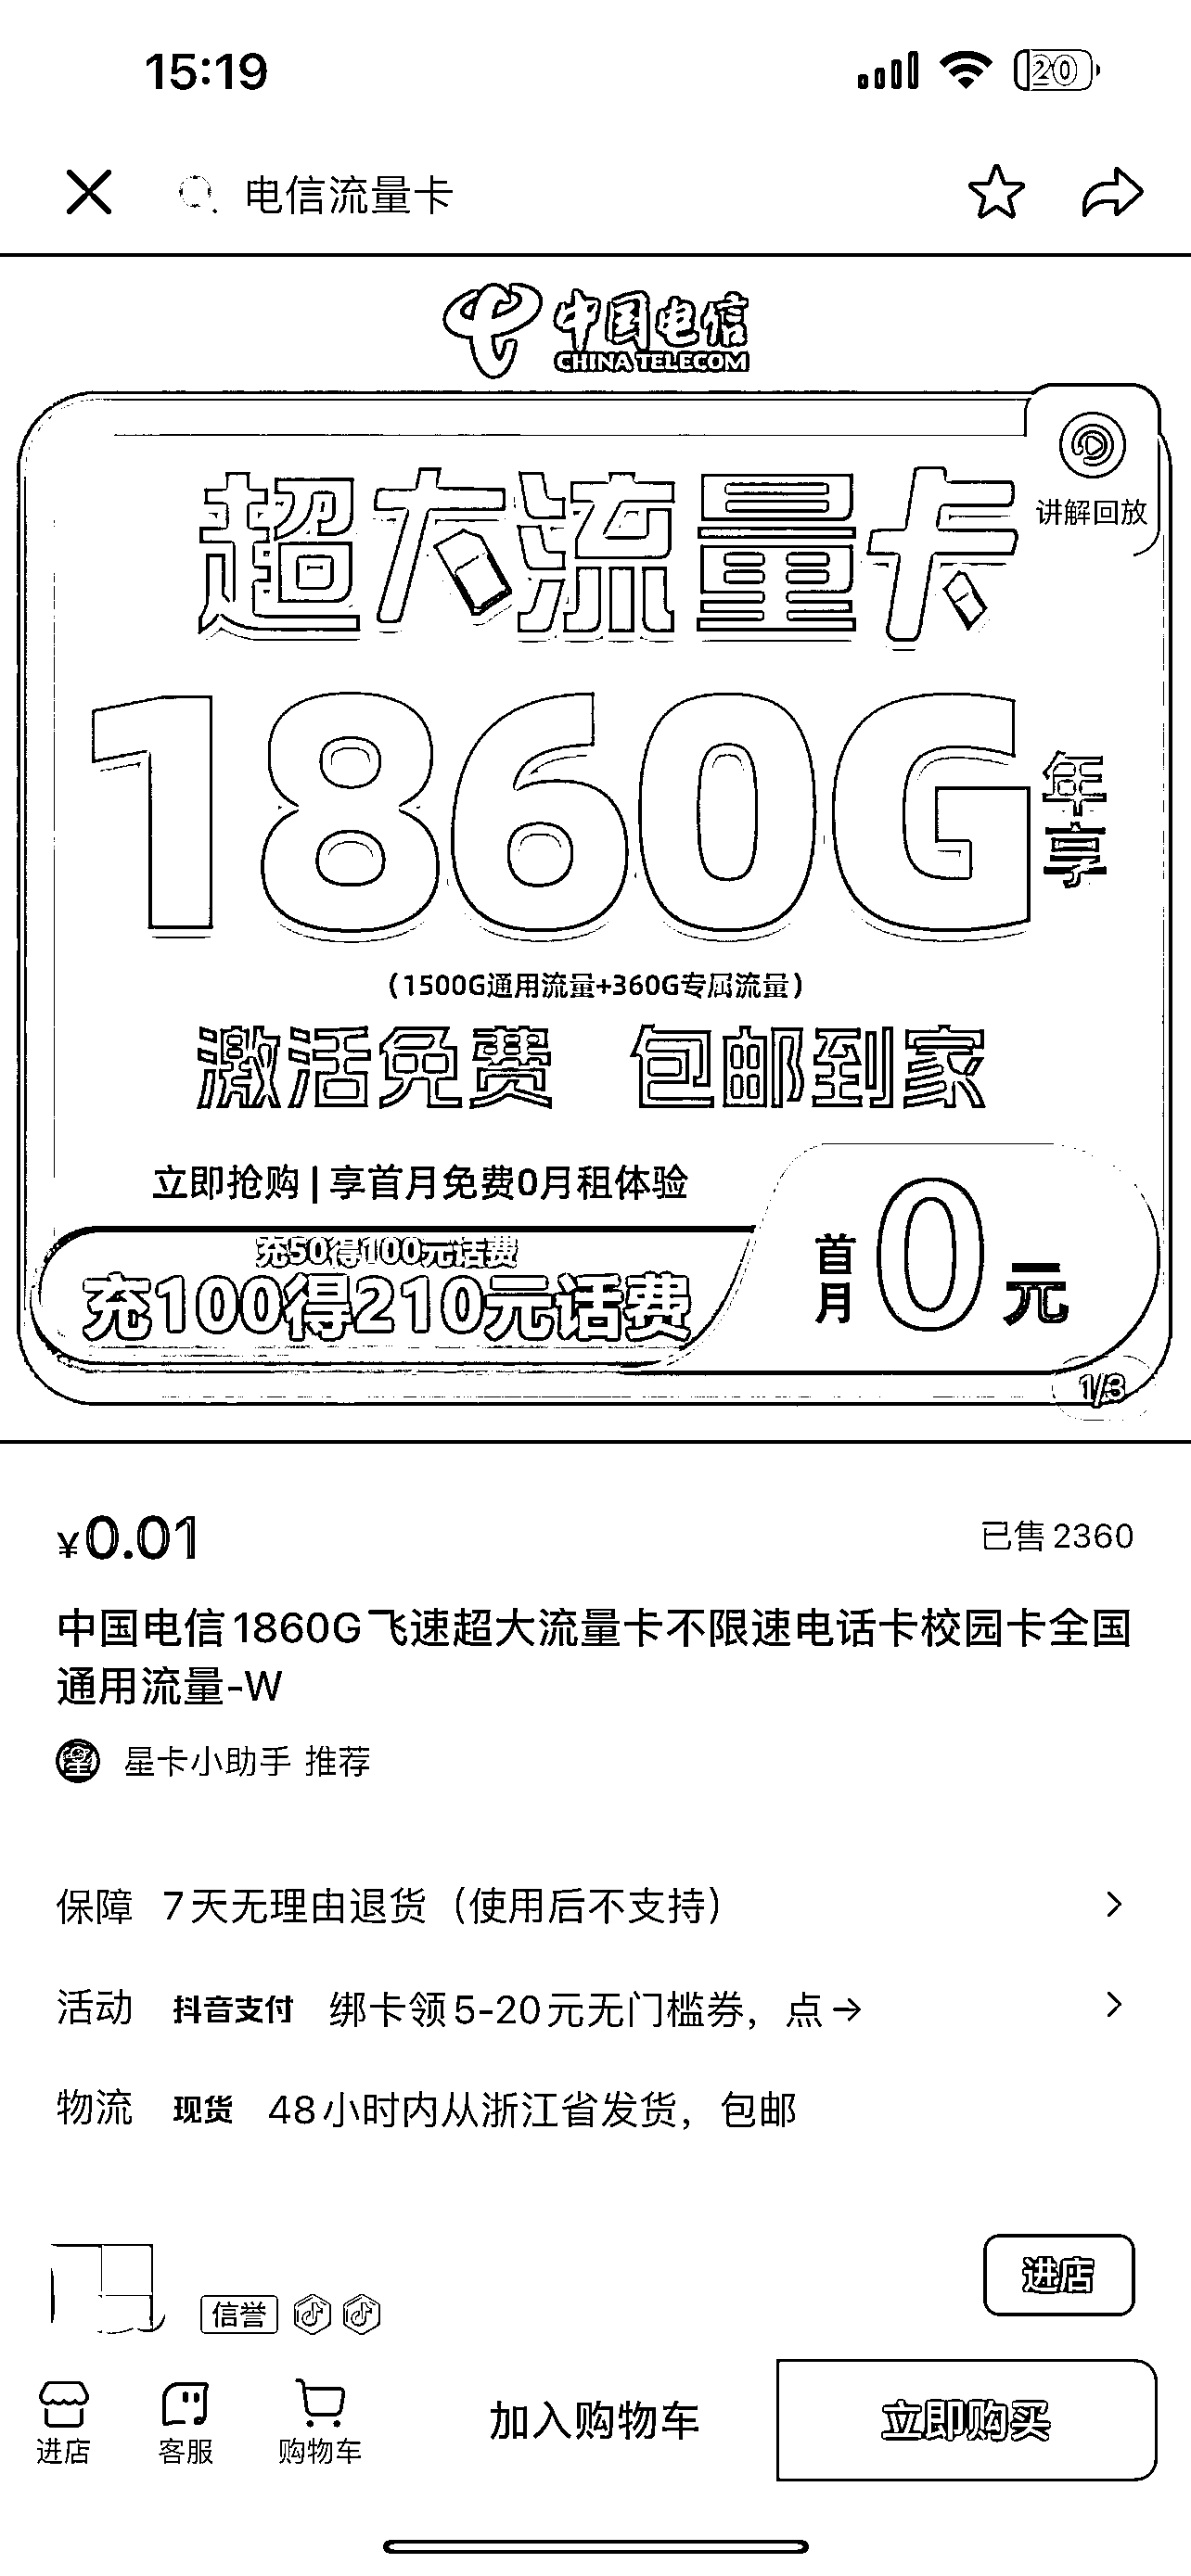 15:19
20
电信流量卡
中国电信
CHINA TELECOM
讲解回放
超大流量卡
1860G
年享
（1500G通用流量+360G专属流量）
激活免费 包邮到家
立即抢购 | 享首月免费0月租体验
充50得100元话费
充100得210元话费
首月 0 元
1/3
¥0.01
已售2360
中国电信1860G飞速超大流量卡不限速电话卡校园卡全国
通用流量-W
星卡小助手 推荐
保障 7天无理由退货（使用后不支持）
活动 抖音支付 绑卡领5-20元无门槛券，点→
物流 现货 48小时内从浙江省发货，包邮
信誉
进店
进店
客服
购物车
加入购物车
立即购买